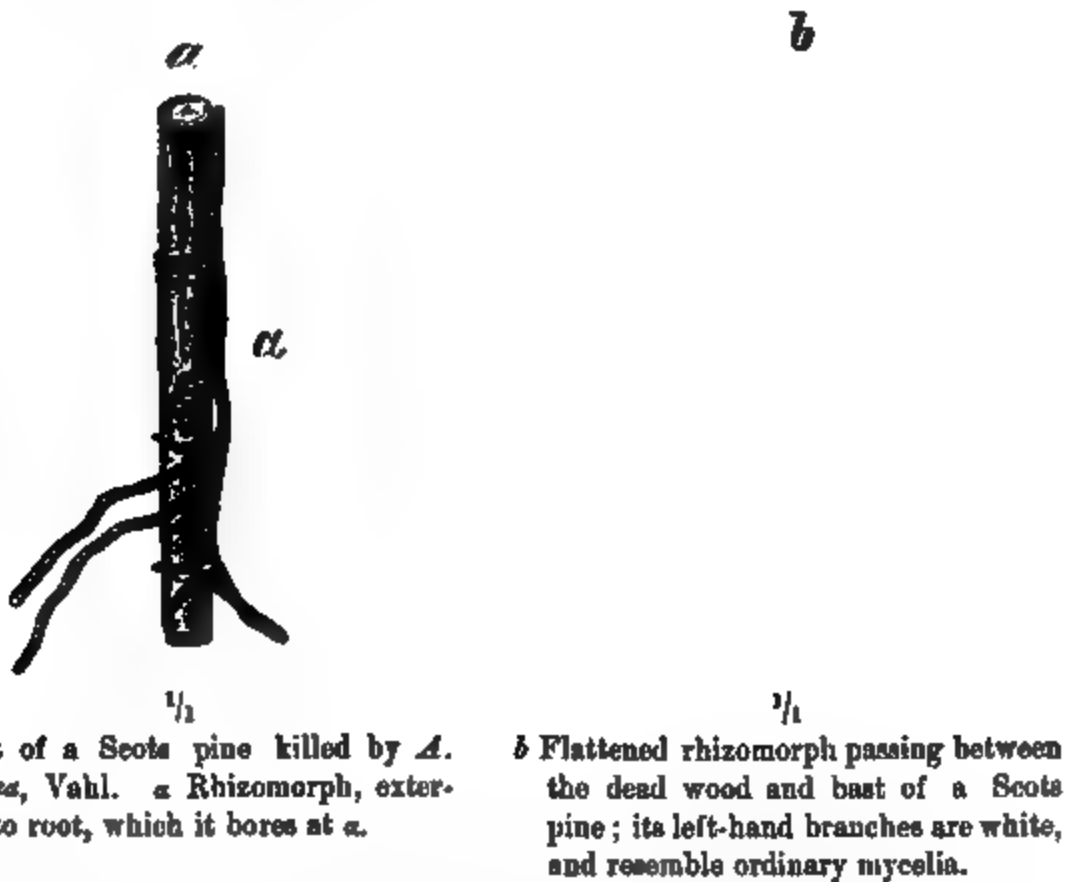 a
b
a
1/1
of a Scots pine killed by A.
Vahl. a Rhizomorph, exter-
to root, which it bores at a.
1/1
b Flattened rhizomorph passing between
the dead wood and bast of a Scots
pine; its left-hand branches are white,
and resemble ordinary mycelia.